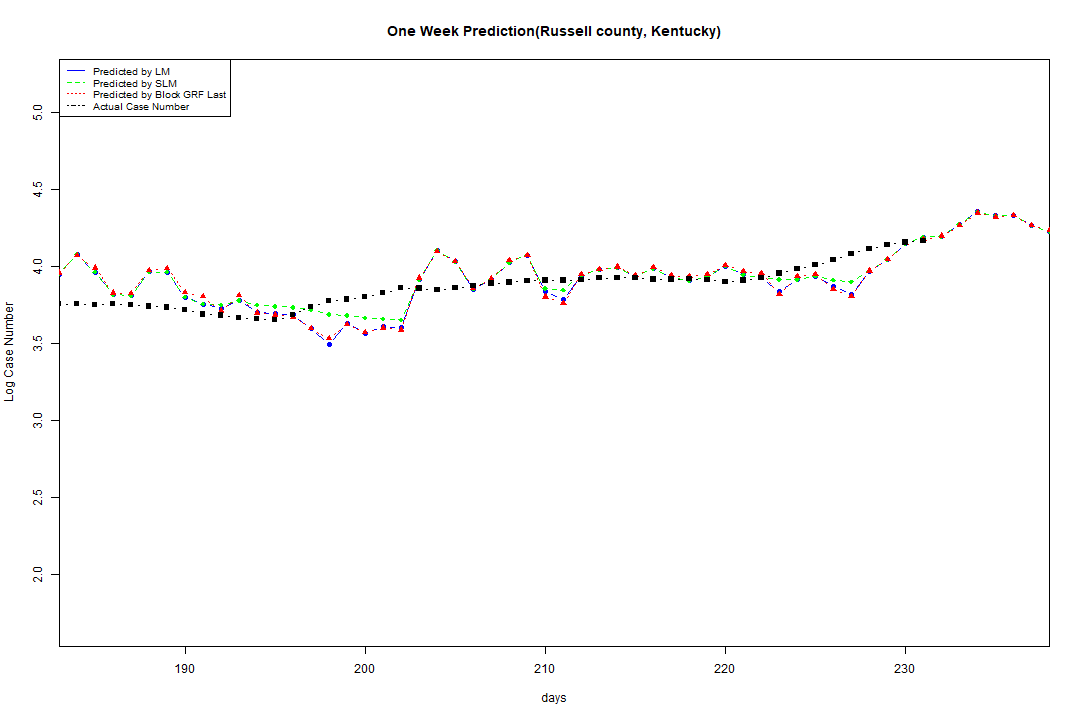 One Week Prediction(Russell county, Kentucky)
Predicted by LM
Predicted by SLM
Predicted by Block GRF Last
Actual Case Number
5.0
4.5
4.0
3.5
3.0
2.5
2.0
Log Case Number
190 200 210 220 230
days